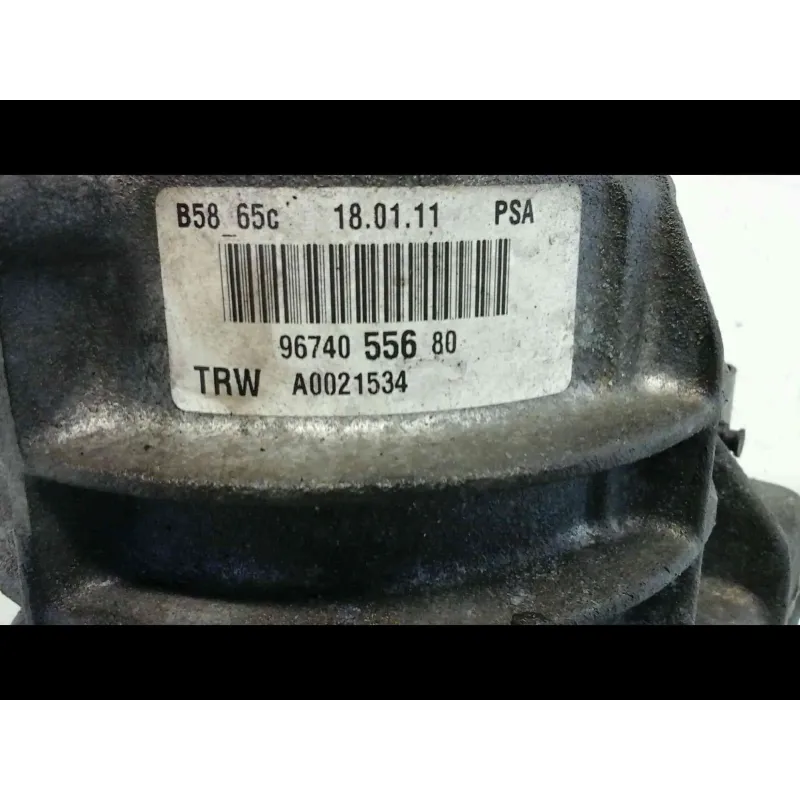 B58_65c 18.01.11 PSA
96740 556 80
TRW A0021534